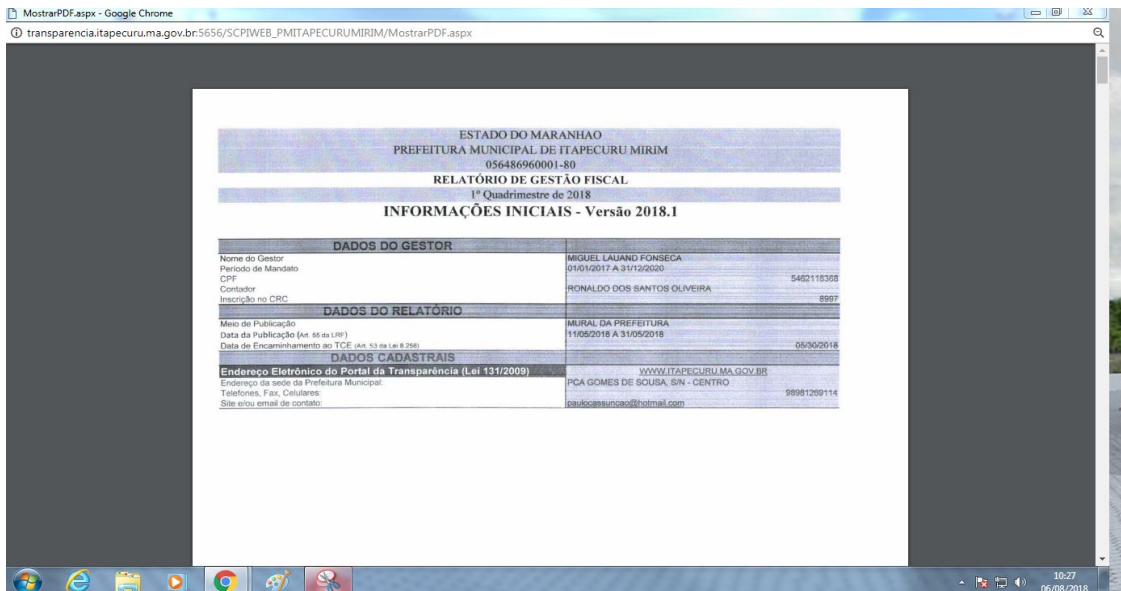 MostrarPDF.aspx - Google Chrome
transparencia.itapecuru.ma.gov.br:5656/SCPIWEB_PMITAPECURUMIRIM/MostrarPDF.aspx
ESTADO DO MARANHAO
PREFEITURA MUNICIPAL DE ITAPECURU MIRIM
056486960001-80
RELATÓRIO DE GESTÃO FISCAL
1º Quadrimestre de 2018
INFORMAÇÕES INICIAIS - Versão 2018.1
DADOS DO GESTOR
Nome do Gestor MIGUEL LAUAND FONSECA
Período de Mandato 01/01/2017 A 31/12/2020
CPF 5462118368
Contador RONALDO DOS SANTOS OLIVEIRA
Inscrição no CRC 8997
DADOS DO RELATÓRIO
Meio de Publicação MURAL DA PREFEITURA
Data da Publicação (Art. 55 da LRF) 11/05/2018 A 31/05/2018
Data de Encaminhamento ao TCE (Art. 53 da Lei 8.258) 05/30/2018
DADOS CADASTRAIS
Endereço Eletrônico do Portal da Transparência (Lei 131/2009) WWW.ITAPECURU.MA.GOV.BR
Endereço da sede da Prefeitura Municipal: PCA GOMES DE SOUSA, S/N - CENTRO
Telefones, Fax, Celulares: 98981269114
Site e/ou email de contato: paulocassuncao@hotmail.com
10:27
06/08/2018